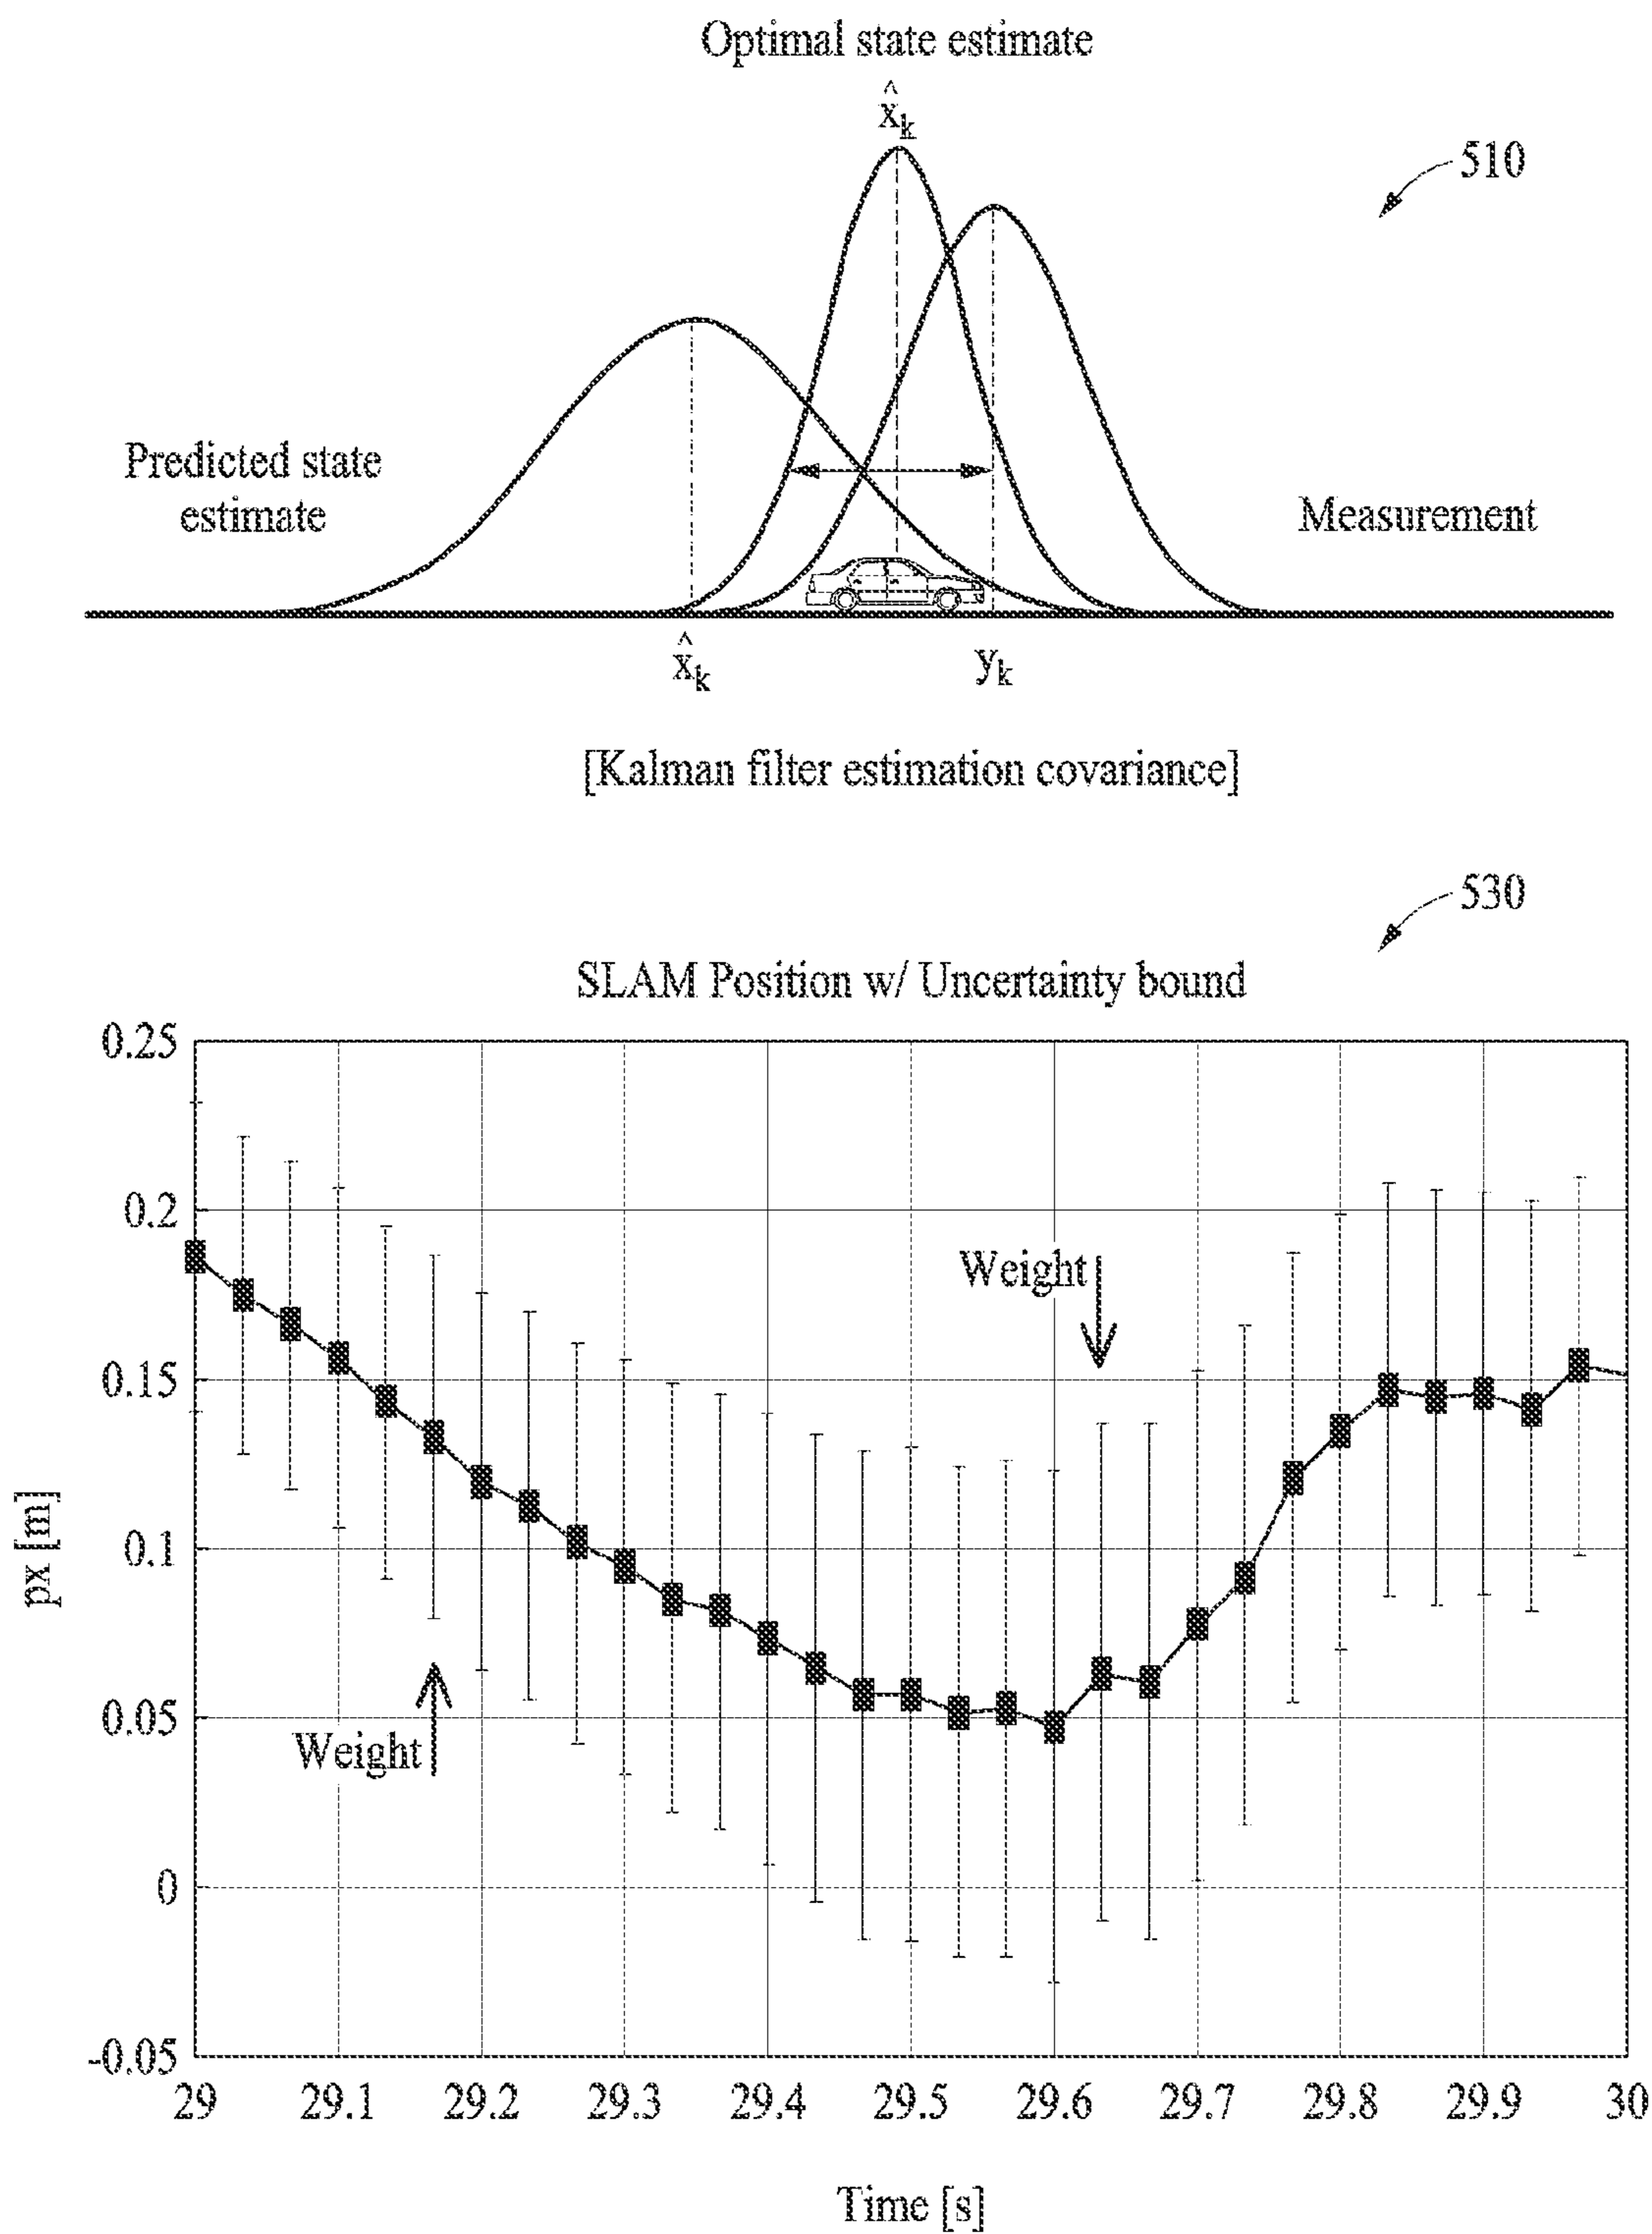 Optimal state estimate
x̂k
510
Predicted state
estimate
Measurement
x̂k
yk
[Kalman filter estimation covariance]
530
SLAM Position w/ Uncertainty bound
0.25
0.2
0.15
0.1
0.05
0
-0.05
px [m]
Weight
Weight
29 29.1 29.2 29.3 29.4 29.5 29.6 29.7 29.8 29.9 30
Time [s]